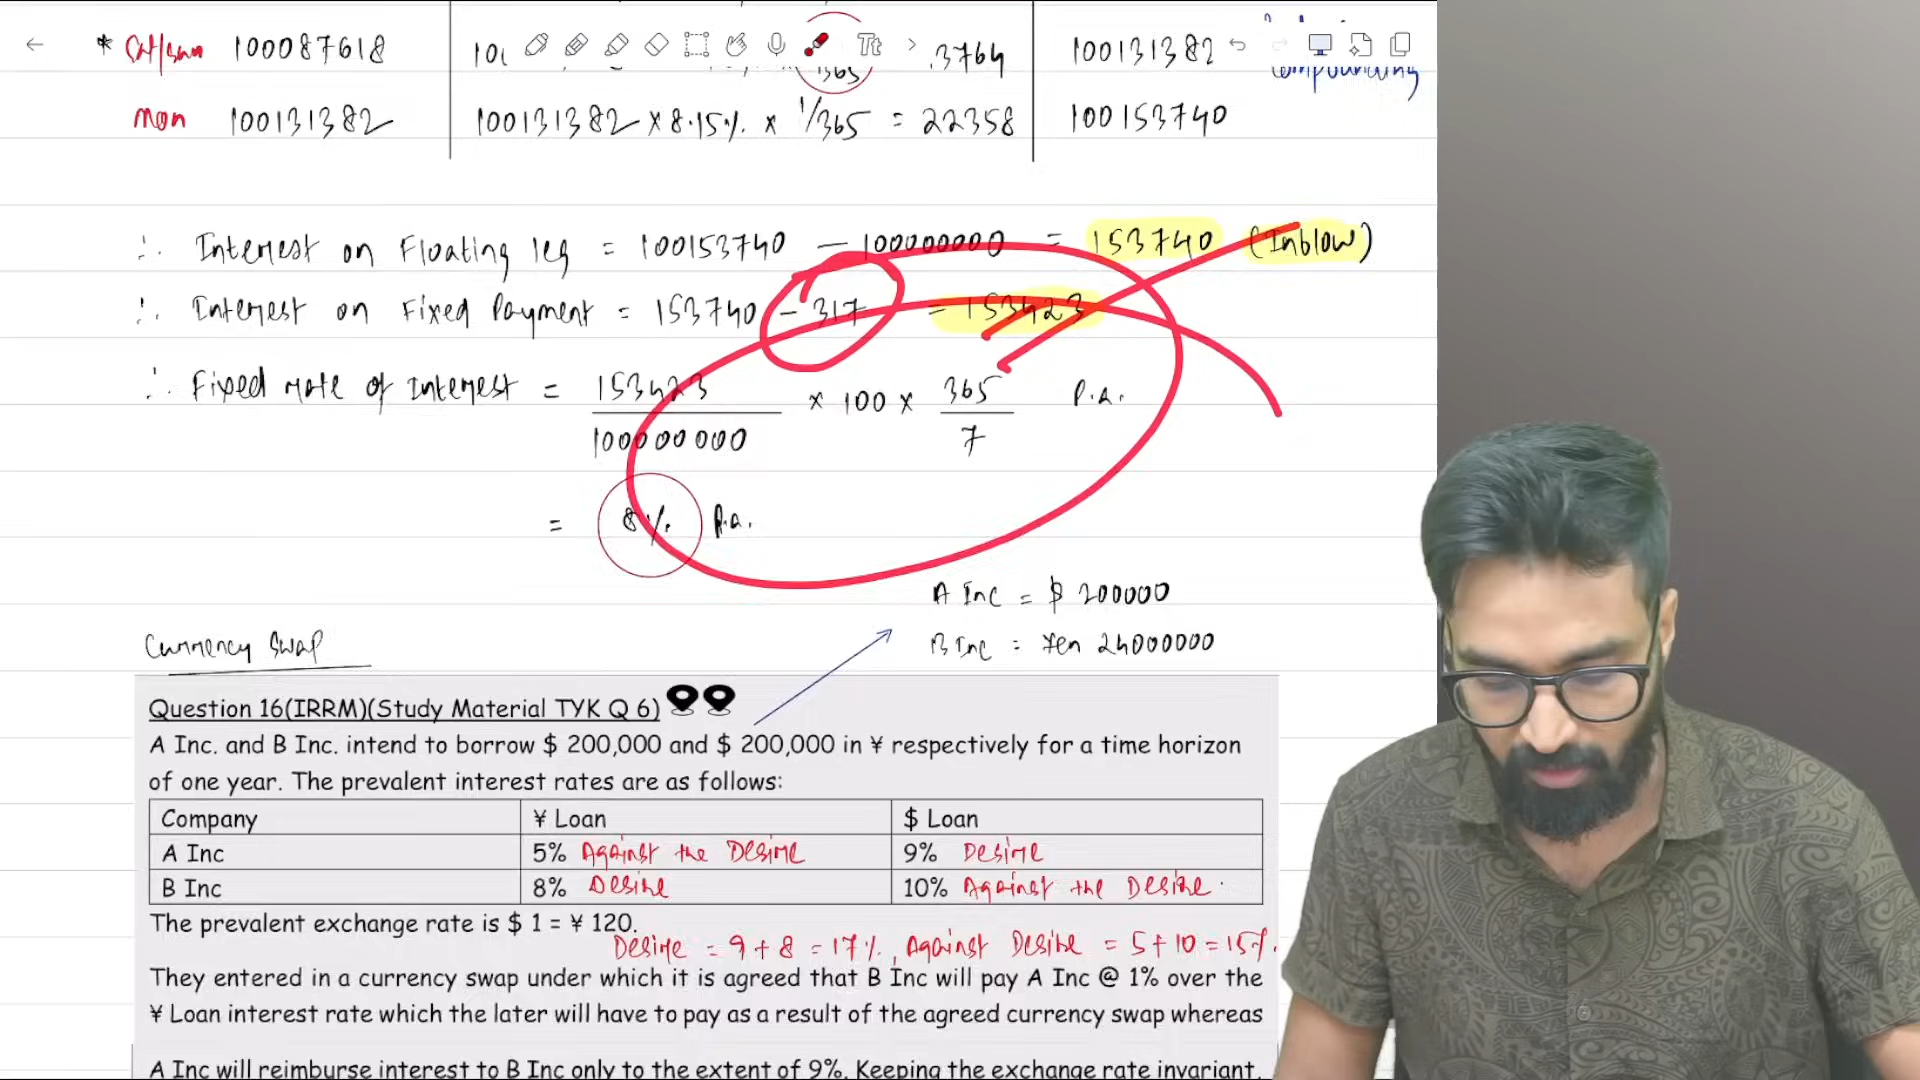 * Sat/sun 100087618 .3764 100131382
365 compounding
mon 100131382 100131382 × 8.15% × 1/365 = 22358 100153740
∴ Interest on Floating leg = 100153740 – 100000000 = 153740 (Inflow)
∴ Interest on Fixed Payment = 153740 – 317 = 153423
∴ Fixed rate of Interest = 153423 / 100000000 × 100 × 365 / 7 P.a.
= 8% P.a.
A Inc = $ 200000
B Inc = Yen 24000000
Currency Swap
Question 16(IRRM)(Study Material TYK Q 6)
A Inc. and B Inc. intend to borrow $ 200,000 and $ 200,000 in ¥ respectively for a time horizon
of one year. The prevalent interest rates are as follows:
Company ¥ Loan $ Loan
A Inc 5% Against the Desire 9% Desire
B Inc 8% Desire 10% Against the Desire
The prevalent exchange rate is $ 1 = ¥ 120.
Desire = 9 + 8 = 17%, Against Desire = 5 + 10 = 15%.
They entered in a currency swap under which it is agreed that B Inc will pay A Inc @ 1% over the
¥ Loan interest rate which the later will have to pay as a result of the agreed currency swap whereas
A Inc will reimburse interest to B Inc only to the extent of 9%. Keeping the exchange rate invariant,